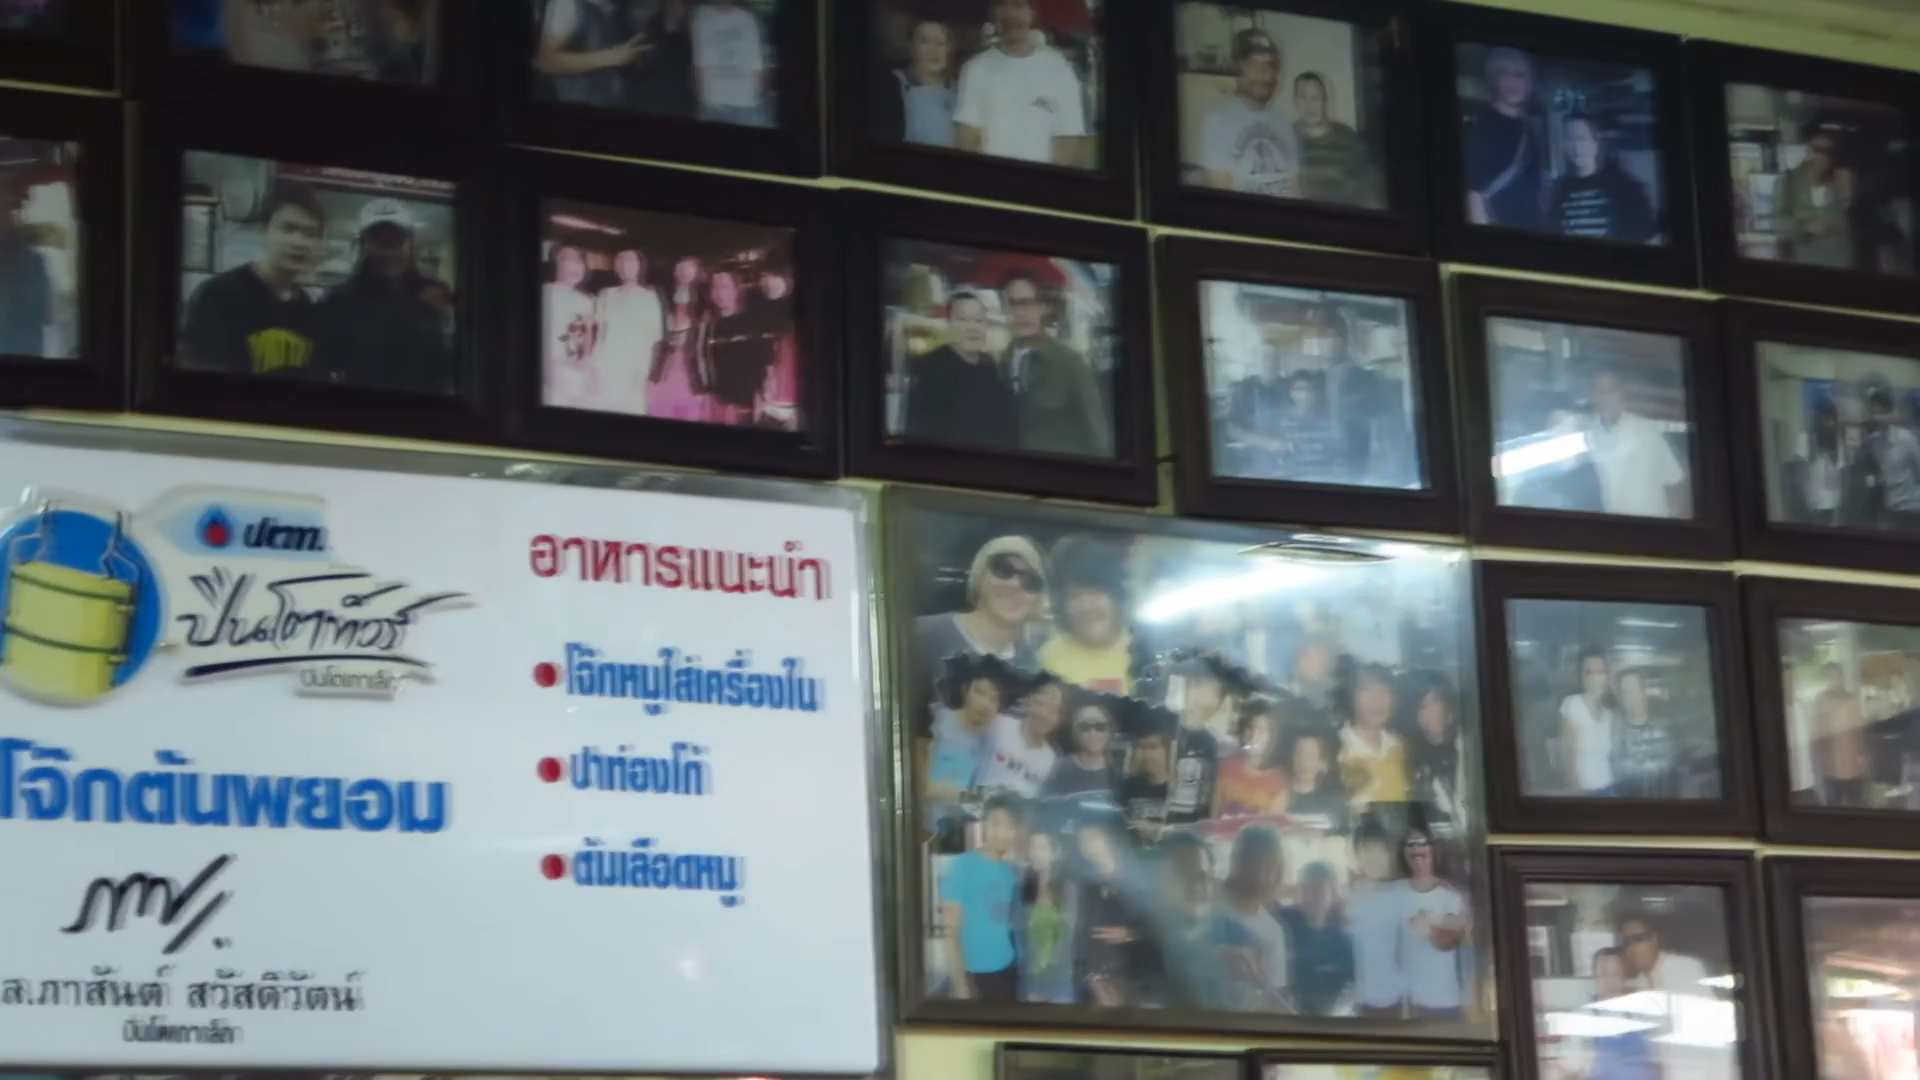 ปตท.
ปิ่นโตทัวร์
ปิ่นโตเถาเล็ก
โจ๊กต้นพยอม
ม.ล.ภาสันต์ สวัสดิวัตน์
ปิ่นโตเถาเล็ก
อาหารแนะนำ
โจ๊กหมูใส่เครื่องใน
ปาท่องโก๋
ต้มเลือดหมู